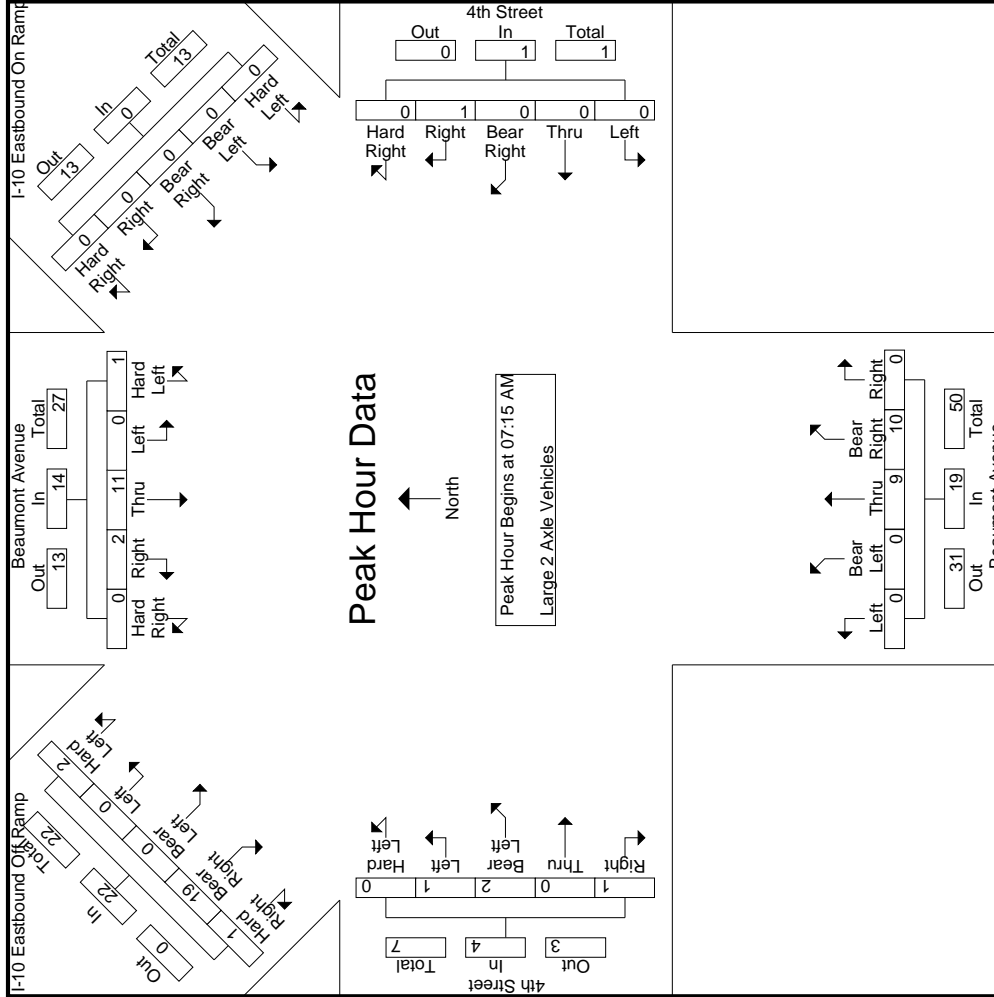 I-10 Eastbound On Ramp
Out
In
Total
13
0
13
0
0
0
0
0
Hard
Right
Right
Bear
Right
Bear
Left
Hard
Left
4th Street
Out
In
Total
0
1
1
0
1
0
0
0
Hard
Right
Right
Bear
Right
Thru
Left
Beaumont Avenue
Out
In
Total
13
14
27
0
2
11
0
1
Hard
Right
Right
Thru
Left
Hard
Left
Peak Hour Data
North
Peak Hour Begins at 07:15 AM
Large 2 Axle Vehicles
Left
Bear
Left
Thru
Bear
Right
Right
0
0
9
10
0
31
19
50
Out
In
Total
Beaumont Avenue
I-10 Eastbound Off Ramp
Total
In
Out
22
22
0
2
0
0
19
1
Hard
Left
Left
Bear
Left
Bear
Right
Hard
Right
4th Street
Out
In
Total
3
4
7
1
0
2
1
0
Right
Thru
Bear
Left
Left
Hard
Left